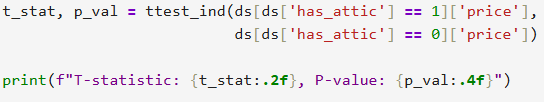 t_stat, p_val = ttest_ind(ds[ds['has_attic'] == 1]['price'],
ds[ds['has_attic'] == 0]['price'])
print(f"T-statistic: {t_stat:.2f}, P-value: {p_val:.4f}")